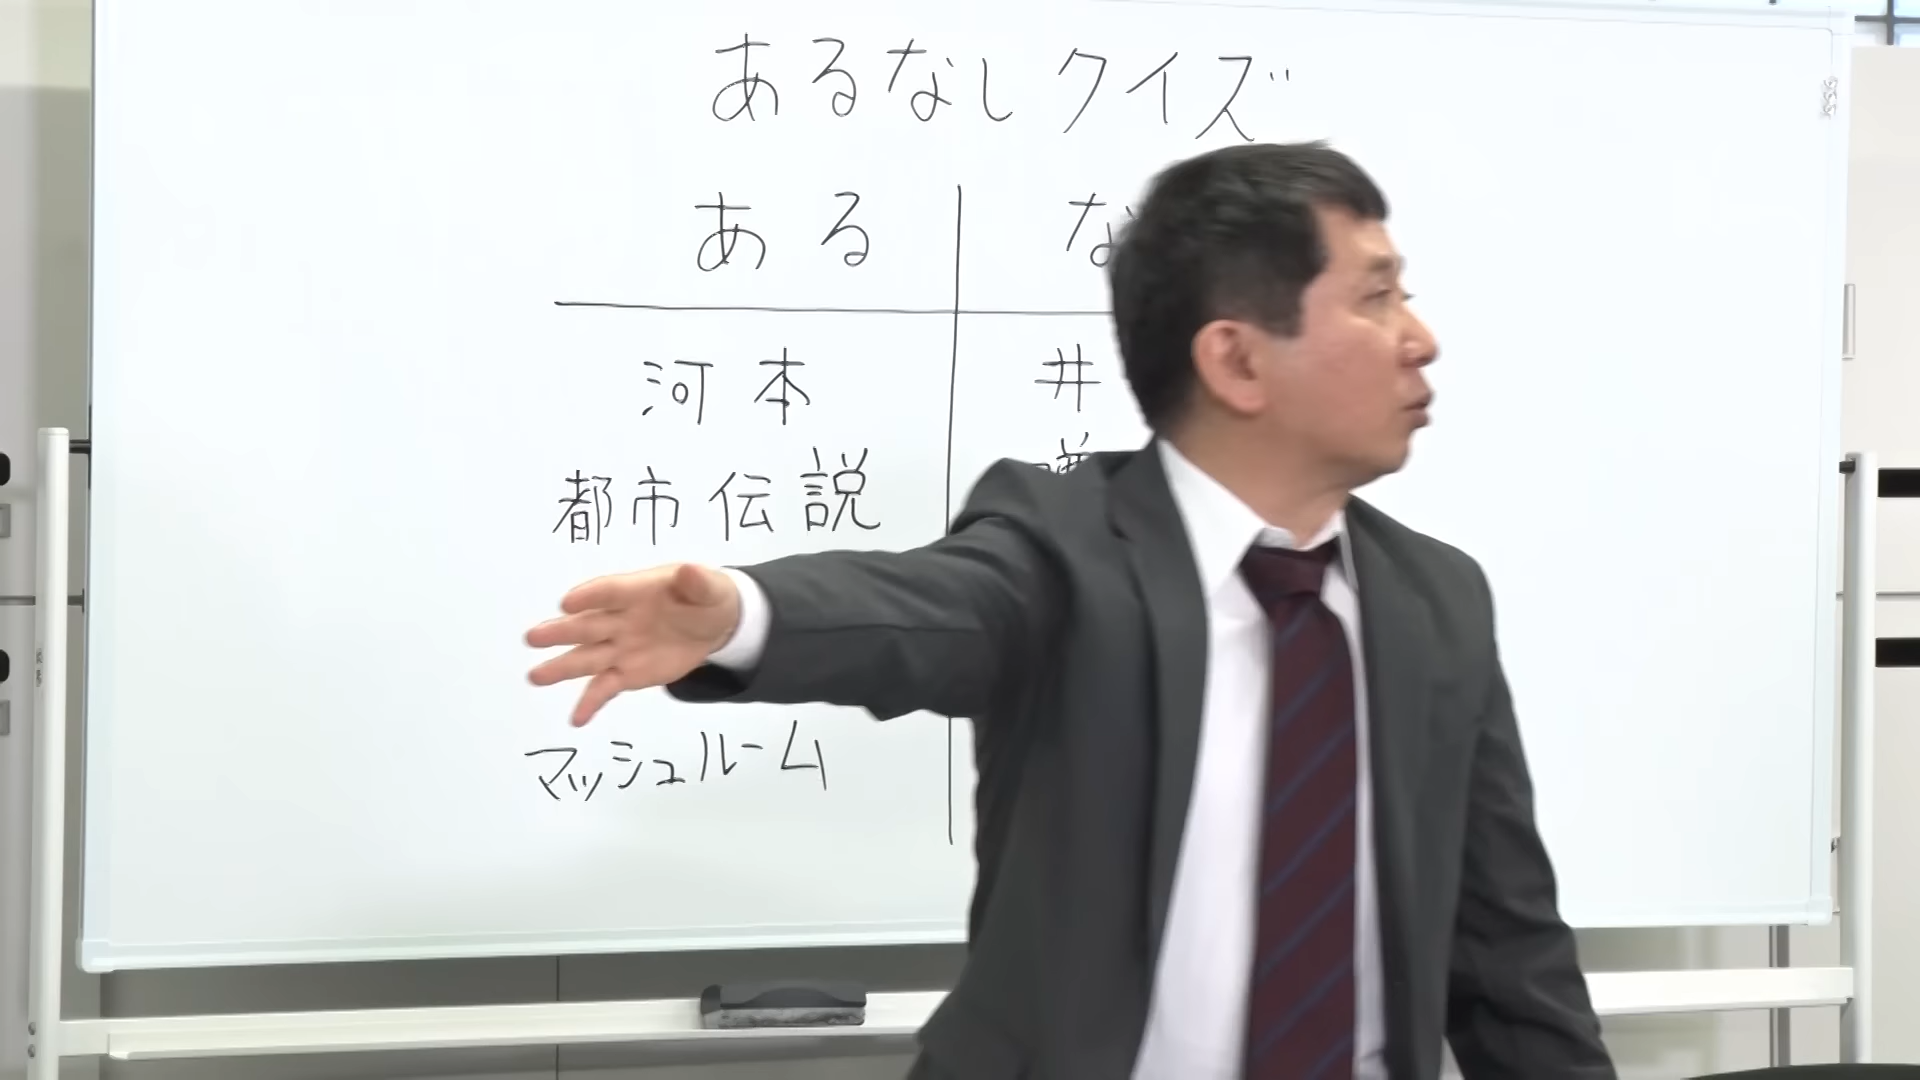 あるなしクイズ
ある な
河本 井
都市伝説
マッシュルーム